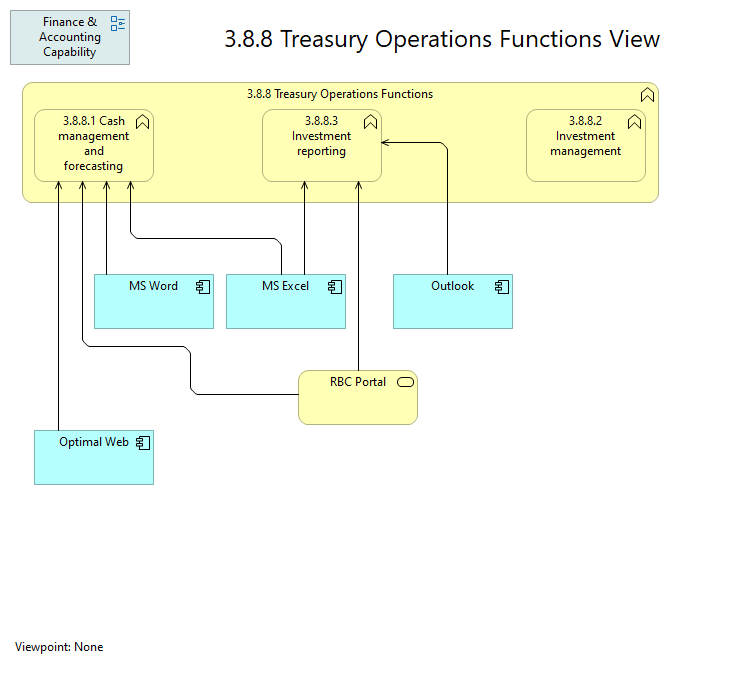 Finance &
Accounting
Capability
3.8.8 Treasury Operations Functions View
3.8.8 Treasury Operations Functions
3.8.8.1 Cash
management
and
forecasting
3.8.8.3
Investment
reporting
3.8.8.2
Investment
management
MS Word
MS Excel
Outlook
RBC Portal
Optimal Web
Viewpoint: None